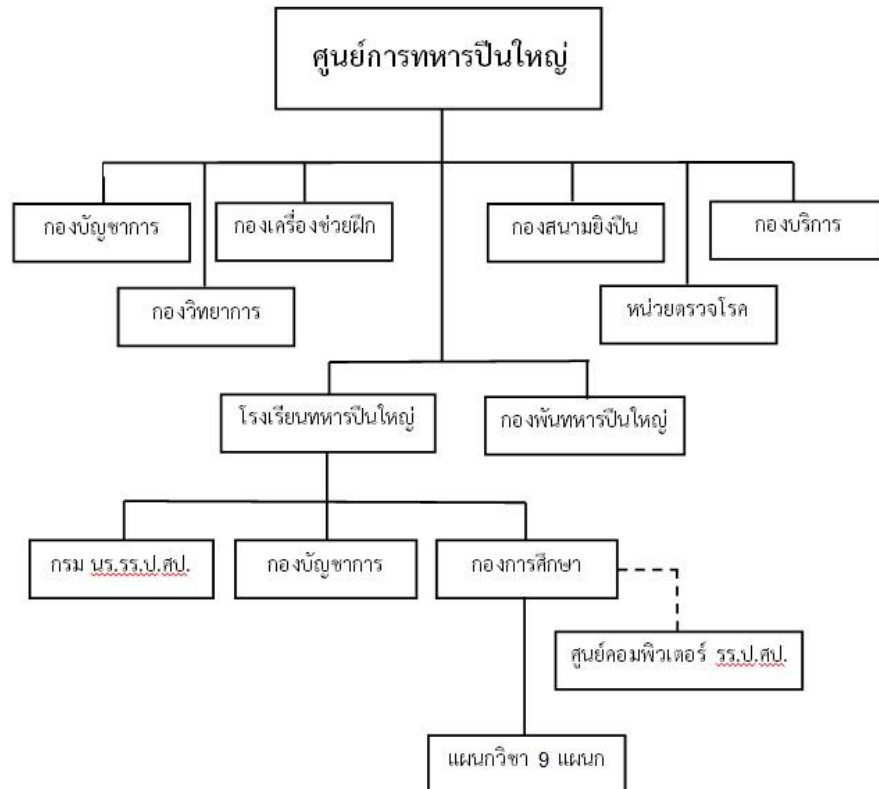 ศูนย์การทหารปืนใหญ่
กองบัญชาการ
กองเครื่องช่วยฝึก
กองสนามยิงปืน
กองบริการ
กองวิทยาการ
หน่วยตรวจโรค
โรงเรียนทหารปืนใหญ่
กองพันทหารปืนใหญ่
กรม นร.รร.ป.ศป.
กองบัญชาการ
กองการศึกษา
ศูนย์คอมพิวเตอร์ รร.ป.ศป.
แผนกวิชา 9 แผนก